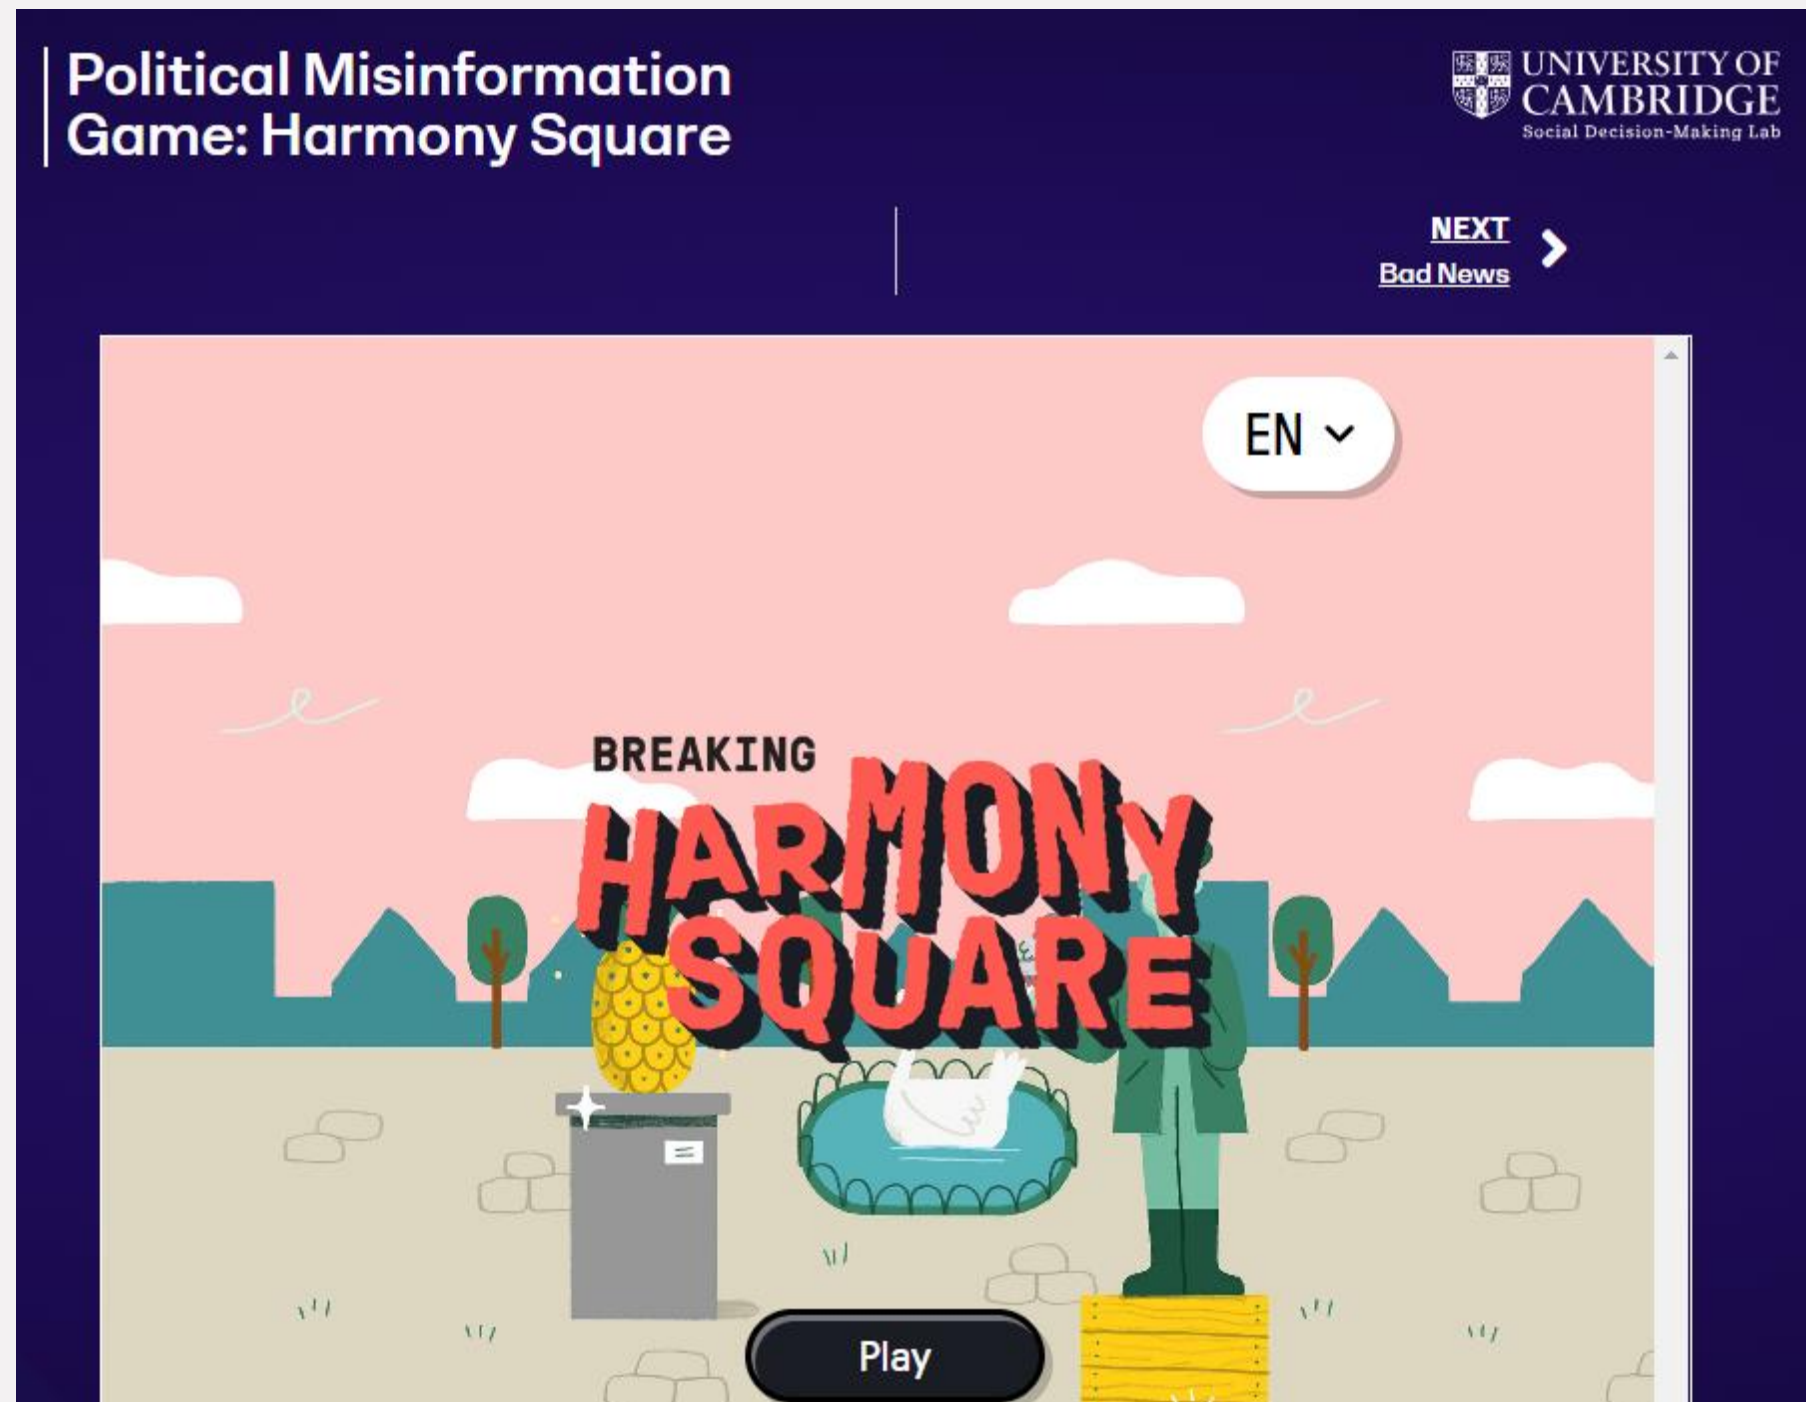 Political Misinformation
Game: Harmony Square
UNIVERSITY OF
CAMBRIDGE
Social Decision-Making Lab
NEXT
Bad News
EN
BREAKING
HARMONY
SQUARE
Play